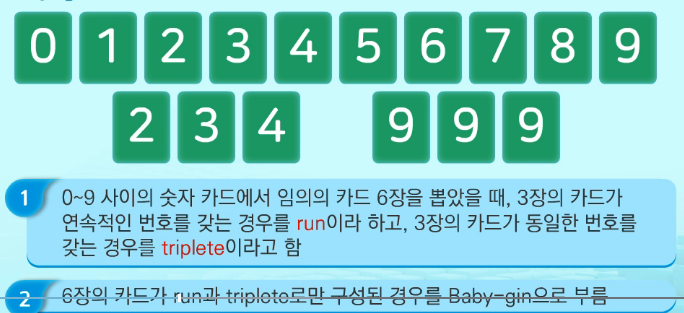 0 1 2 3 4 5 6 7 8 9
2 3 4 9 9 9
1 0~9 사이의 숫자 카드에서 임의의 카드 6장을 뽑았을 때, 3장의 카드가
연속적인 번호를 갖는 경우를 run이라 하고, 3장의 카드가 동일한 번호를
갖는 경우를 triplete이라고 함
2 6장의 카드가 run과 triplete로만 구성된 경우를 Baby-gin으로 부름